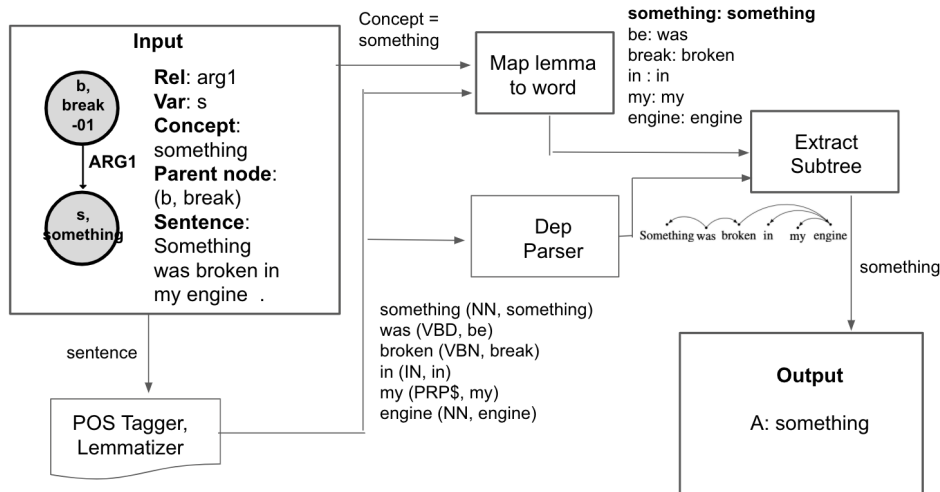 Input
b,
break
-01
ARG1
s,
something
Rel: arg1
Var: s
Concept:
something
Parent node:
(b, break)
Sentence:
Something
was broken in
my engine .
Concept =
something
Map lemma
to word
something: something
be: was
break: broken
in : in
my: my
engine: engine
Extract
Subtree
Dep
Parser
Something was broken in my engine
something
sentence
POS Tagger,
Lemmatizer
something (NN, something)
was (VBD, be)
broken (VBN, break)
in (IN, in)
my (PRP$, my)
engine (NN, engine)
Output
A: something